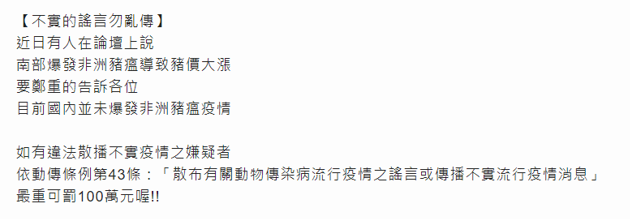 【不實的謠言勿亂傳】
近日有人在論壇上說
南部爆發非洲豬瘟導致豬價大漲
要鄭重的告訴各位
目前國內並未爆發非洲豬瘟疫情
如有違法散播不實疫情之嫌疑者
依動傳條例第43條：「散布有關動物傳染病流行疫情之謠言或傳播不實流行疫情消息」
最重可罰100萬元喔!!